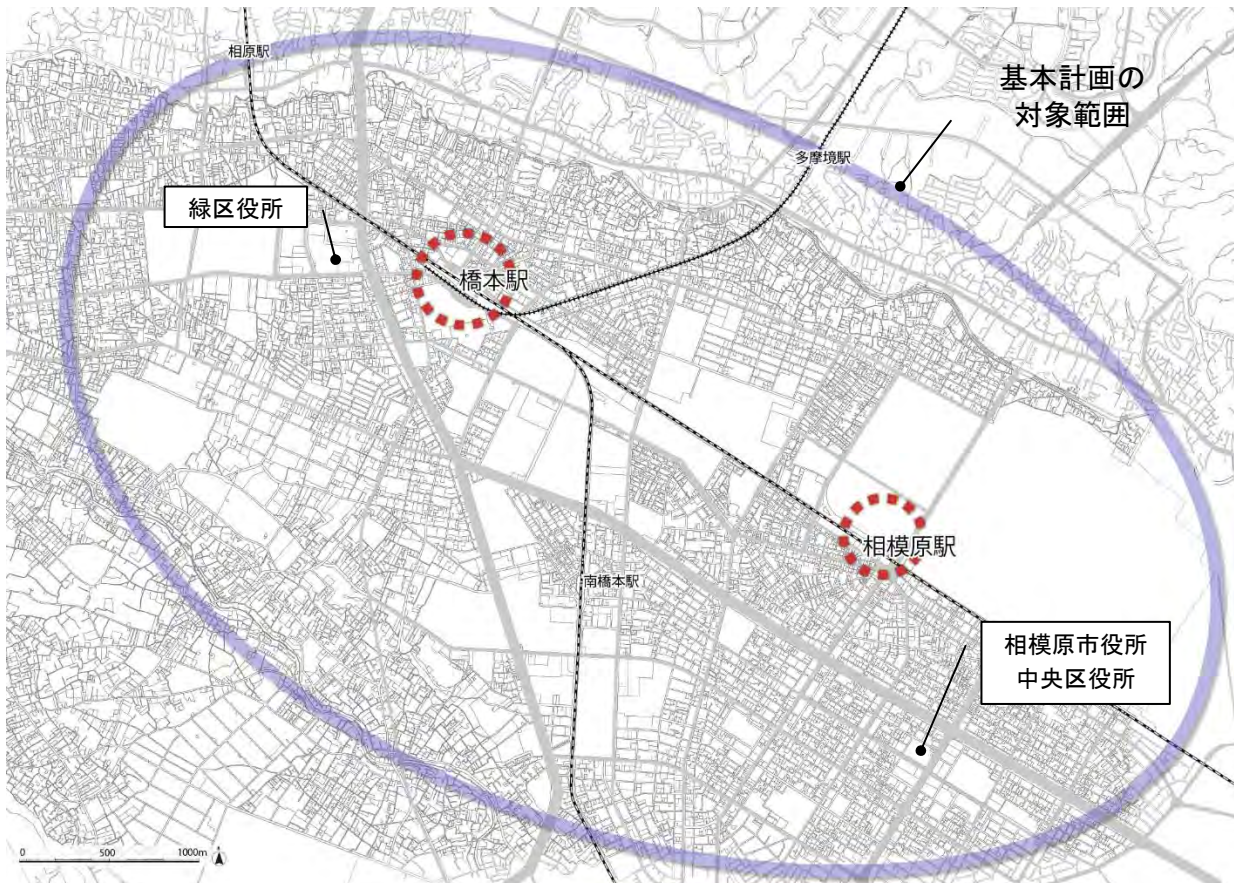 相原駅
基本計画の
対象範囲
多摩境駅
緑区役所
橋本駅
相模原駅
南橋本駅
相模原市役所
中央区役所
0 500 1000m